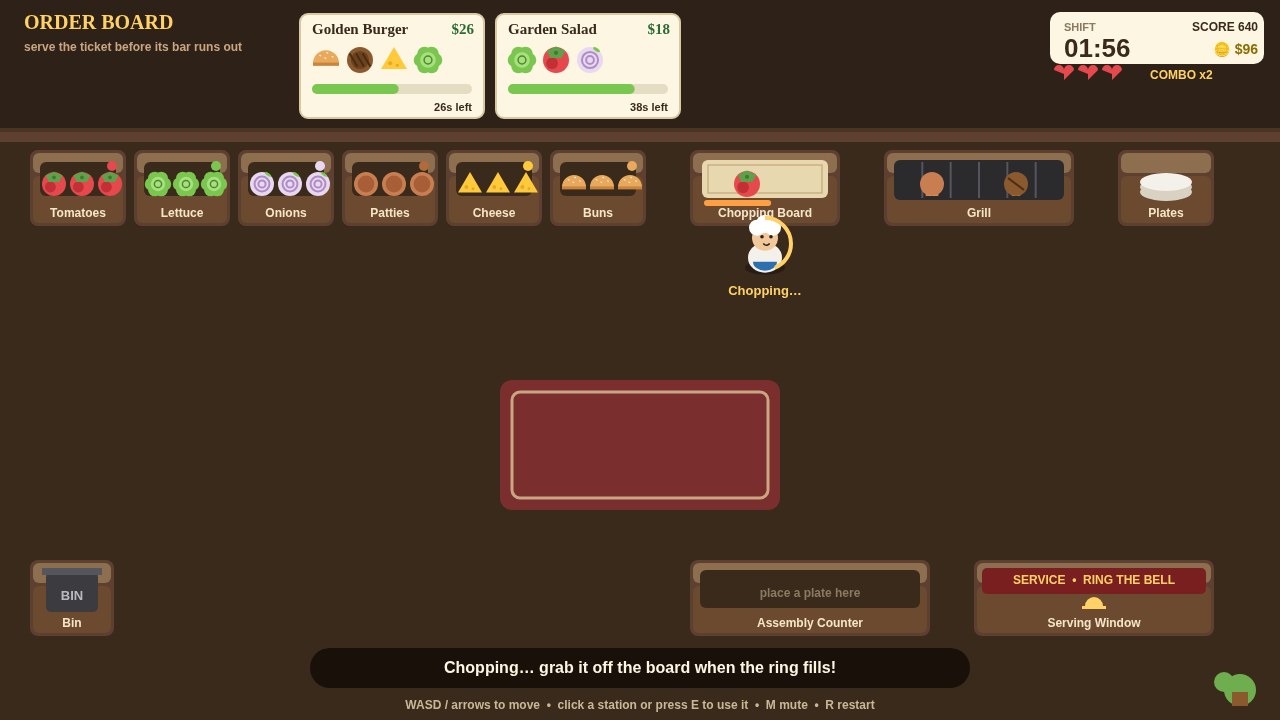 ORDER BOARD
serve the ticket before its bar runs out
Golden Burger $26
26s left
Garden Salad $18
38s left
SHIFT SCORE 640
01:56 $96
COMBO x2
Tomatoes
Lettuce
Onions
Patties
Cheese
Buns
Chopping Board
Grill
Plates
Chopping…
BIN
Bin
place a plate here
Assembly Counter
SERVICE • RING THE BELL
Serving Window
Chopping… grab it off the board when the ring fills!
WASD / arrows to move • click a station or press E to use it • M mute • R restart